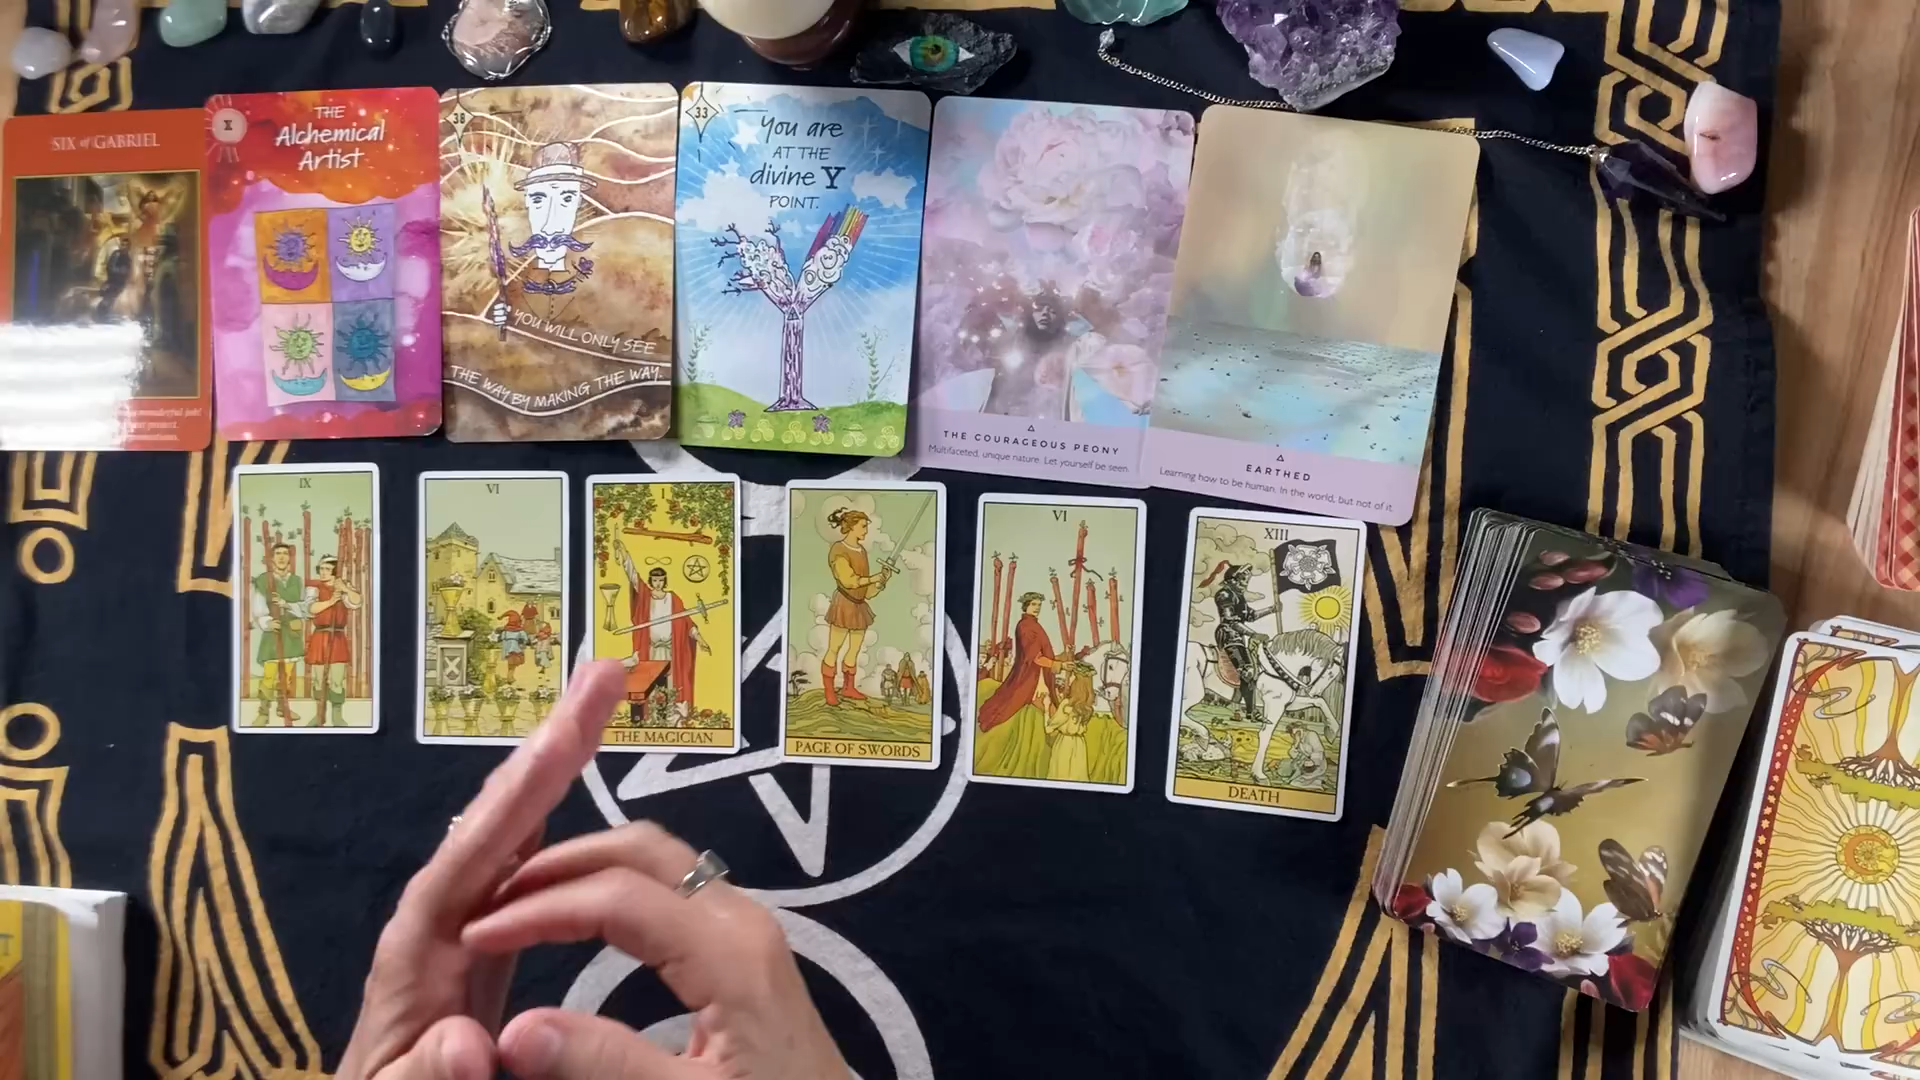 SIX of GABRIEL
wonderful job!
project.
X
THE
Alchemical
Artist
38
YOU WILL ONLY SEE
THE WAY BY MAKING THE WAY.
33
You are
AT THE
divine Y
POINT.
THE COURAGEOUS PEONY
Multifaceted, unique nature. Let yourself be seen.
EARTHED
Learning how to be human. In the world, but not of it.
IX
VI
I
THE MAGICIAN
PAGE OF SWORDS
VI
XIII
DEATH
T